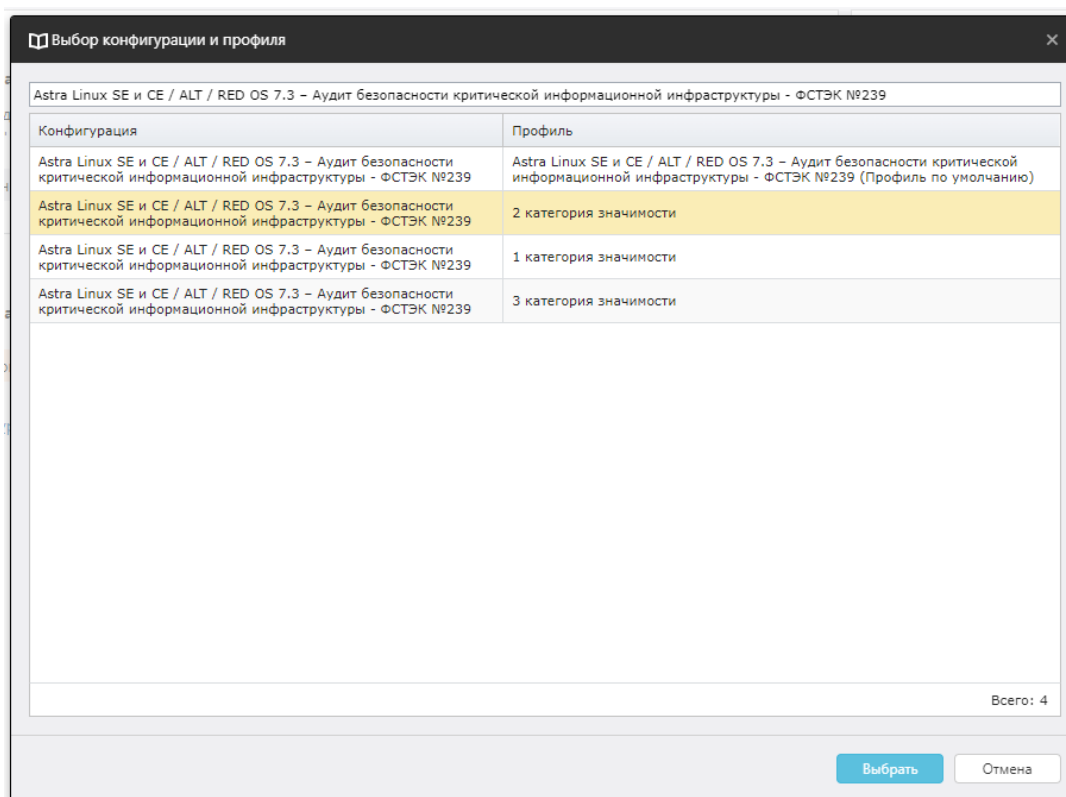 Выбор конфигурации и профиля
Astra Linux SE и CE / ALT / RED OS 7.3 – Аудит безопасности критической информационной инфраструктуры - ФСТЭК №239
Конфигурация
Профиль
Astra Linux SE и CE / ALT / RED OS 7.3 – Аудит безопасности
критической информационной инфраструктуры - ФСТЭК №239
Astra Linux SE и CE / ALT / RED OS 7.3 – Аудит безопасности критической
информационной инфраструктуры - ФСТЭК №239 (Профиль по умолчанию)
Astra Linux SE и CE / ALT / RED OS 7.3 – Аудит безопасности
критической информационной инфраструктуры - ФСТЭК №239
2 категория значимости
Astra Linux SE и CE / ALT / RED OS 7.3 – Аудит безопасности
критической информационной инфраструктуры - ФСТЭК №239
1 категория значимости
Astra Linux SE и CE / ALT / RED OS 7.3 – Аудит безопасности
критической информационной инфраструктуры - ФСТЭК №239
3 категория значимости
Всего: 4
Выбрать
Отмена